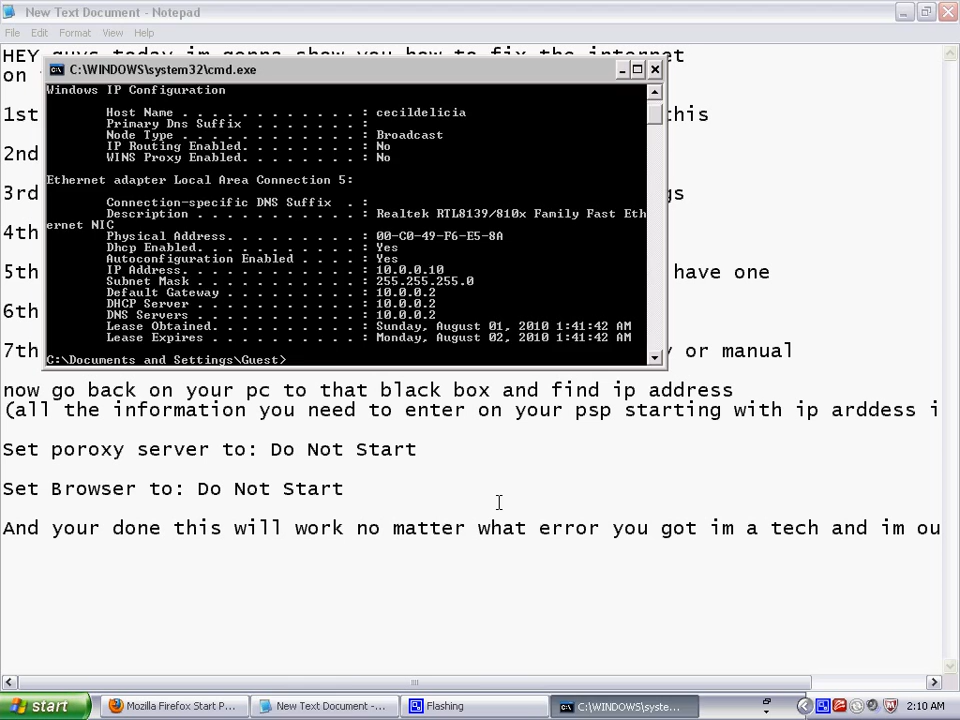 New Text Document - Notepad
File Edit Format View Help
HEY guys today im gonna show you how to fix the internet
on
C:\WINDOWS\system32\cmd.exe
Windows IP Configuration
Host Name . . . . . . . . . . . . : cecildelicia
Primary Dns Suffix . . . . . . . :
Node Type . . . . . . . . . . . . : Broadcast
IP Routing Enabled. . . . . . . . : No
WINS Proxy Enabled. . . . . . . . : No
Ethernet adapter Local Area Connection 5:
Connection-specific DNS Suffix . :
Description . . . . . . . . . . . : Realtek RTL8139/810x Family Fast Eth
ernet NIC
Physical Address. . . . . . . . . : 00-C0-49-F6-E5-8A
Dhcp Enabled. . . . . . . . . . . : Yes
Autoconfiguration Enabled . . . . : Yes
IP Address. . . . . . . . . . . . : 10.0.0.10
Subnet Mask . . . . . . . . . . . : 255.255.255.0
Default Gateway . . . . . . . . . : 10.0.0.2
DHCP Server . . . . . . . . . . . : 10.0.0.2
DNS Servers . . . . . . . . . . . : 10.0.0.2
Lease Obtained. . . . . . . . . . : Sunday, August 01, 2010 1:41:42 AM
Lease Expires . . . . . . . . . . : Monday, August 02, 2010 1:41:42 AM
C:\Documents and Settings\Guest>
1st
2nd
3rd
4th
5th have one
6th
7th y or manual
now go back on your pc to that black box and find ip address
(all the information you need to enter on your psp starting with ip arddess i
Set poroxy server to: Do Not Start
Set Browser to: Do Not Start
And your done this will work no matter what error you got im a tech and im ou
start Mozilla Firefox Start P... New Text Document -... Flashing C:\WINDOWS\syste... 2:10 AM